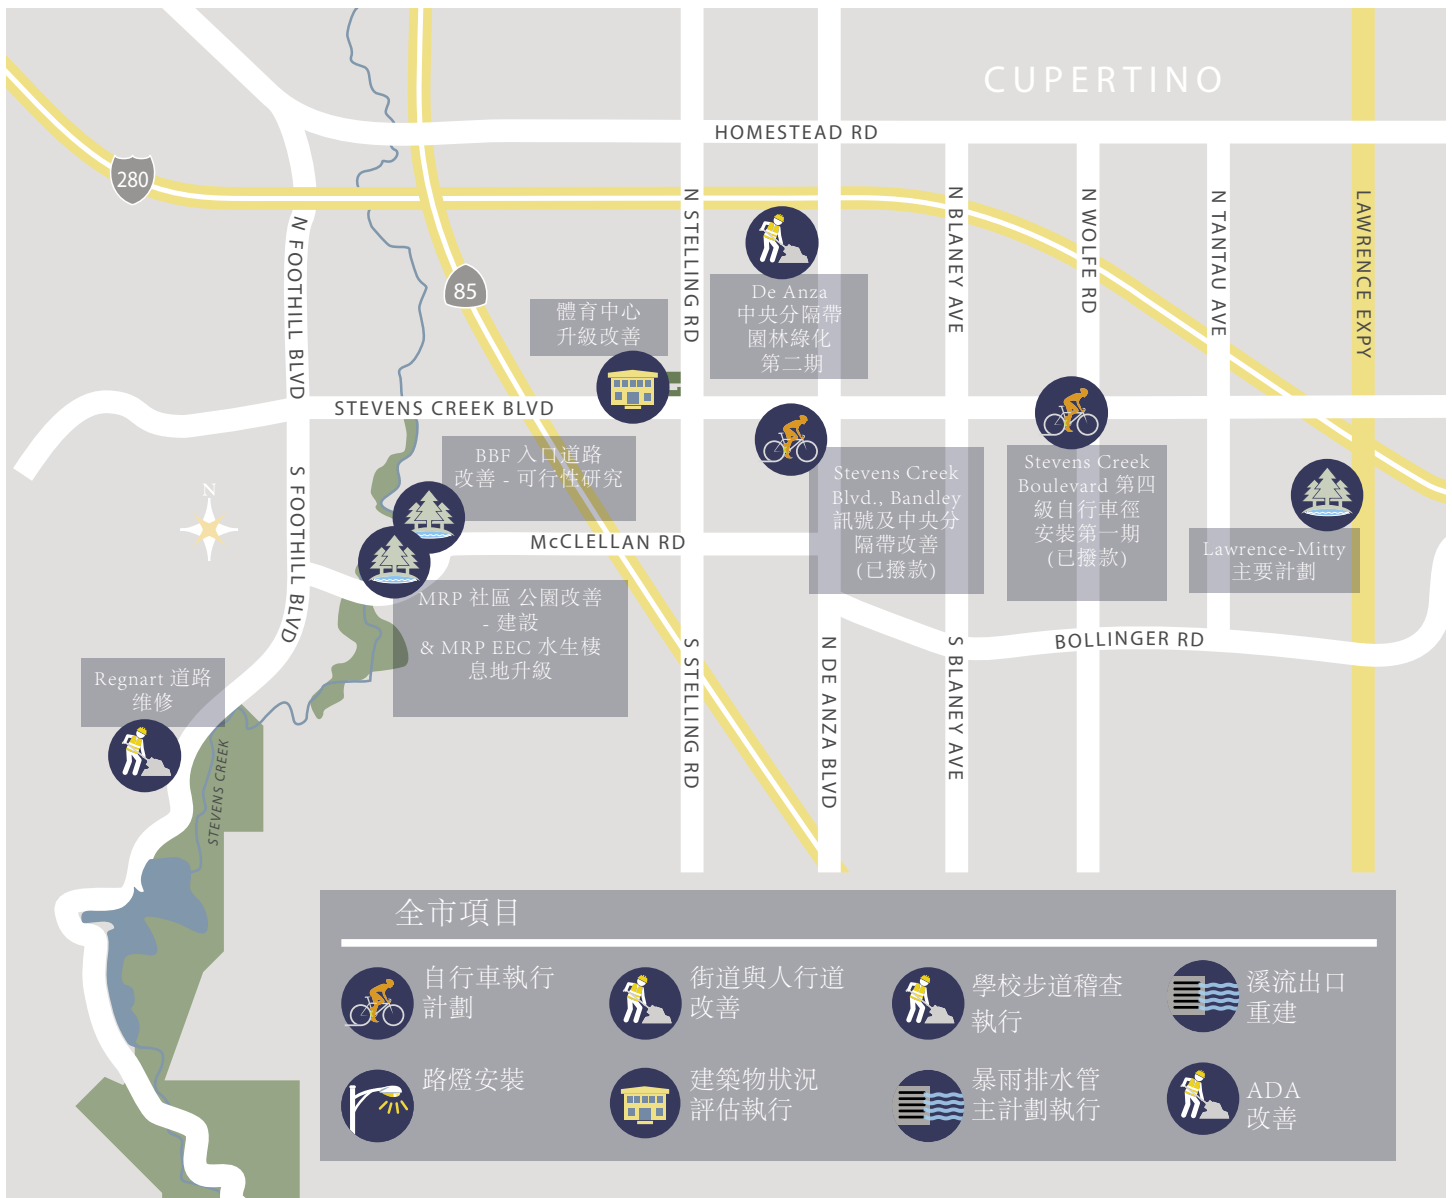 CUPERTINO
HOMESTEAD RD
280
N FOOTHILL BLVD
85
N STELLING RD
N BLANEY AVE
N WOLFE RD
N TANTAU AVE
LAWRENCE EXPY
De Anza
中央分隔帶
園林綠化
第二期
體育中心
升級改善
STEVENS CREEK BLVD
BBF 入口道路
改善 - 可行性研究
Stevens Creek
Blvd., Bandley
訊號及中央分
隔帶改善
(已撥款)
Stevens Creek
Boulevard 第四
級自行車徑
安裝第一期
(已撥款)
Lawrence-Mitty
主要計劃
S FOOTHILL BLVD
N
McCLELLAN RD
MRP 社區 公園改善
- 建設
& MRP EEC 水生棲
息地升級
BOLLINGER RD
S STELLING RD
N DE ANZA BLVD
S BLANEY AVE
Regnart 道路
维修
STEVENS CREEK
全市項目
自行車執行
計劃
街道與人行道
改善
學校步道稽查
執行
溪流出口
重建
路燈安裝
建築物狀況
評估執行
暴雨排水管
主計劃執行
ADA
改善